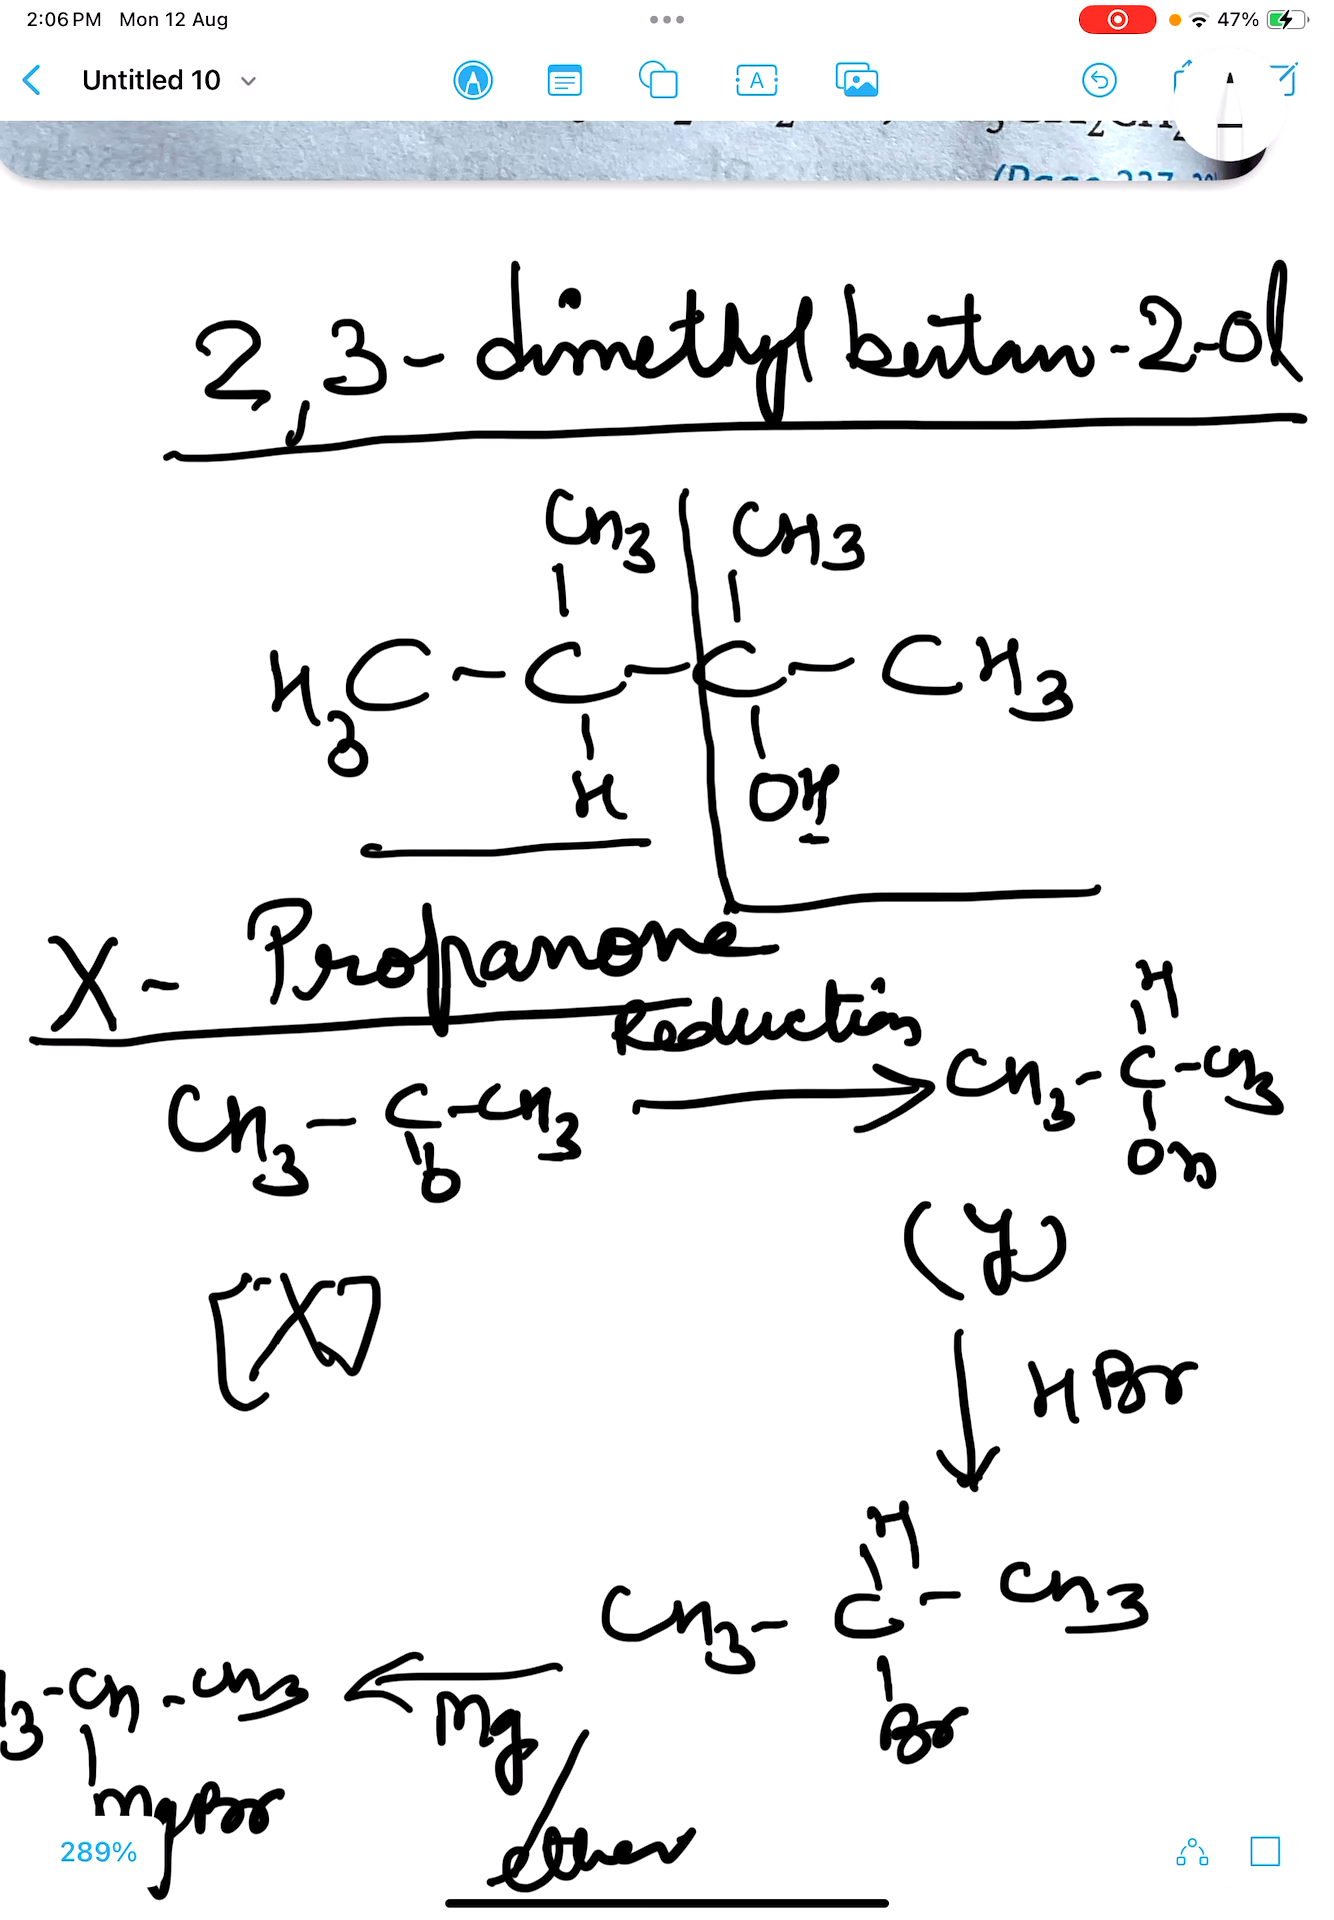 2:06 PM Mon 12 Aug
47%
Untitled 10
A
2,3-dimethyl butan-2-ol
CH3 CH3
H3C-C-C-CH3
H OH
X- Propanone
Reduction
CH3-C-CH3
O
H
CH3-C-CH3
OH
[X]
(Y)
HBr
H
CH3-C-CH3
Br
Mg/ether
3-CH-CH3
MgBr
289%